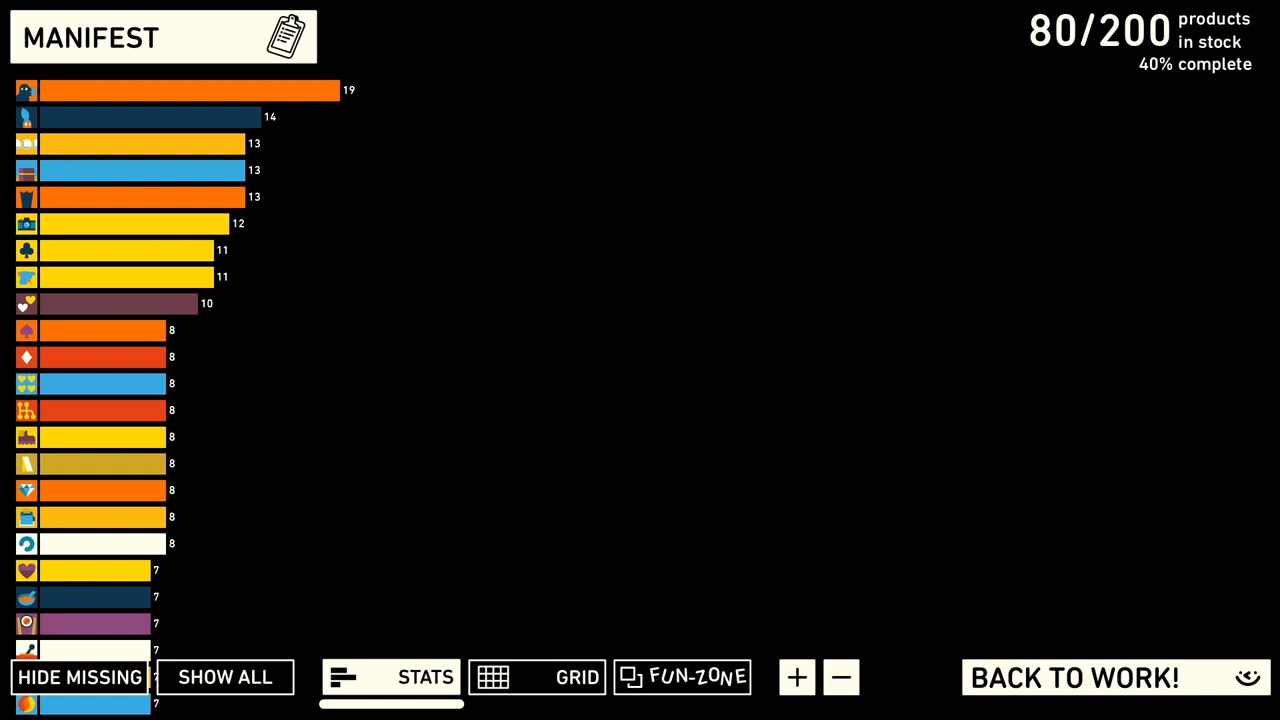 MANIFEST
80/200 products
in stock
40% complete
19
14
13
13
13
12
11
11
10
8
8
8
8
8
8
8
8
8
7
7
7
7
7
7
HIDE MISSING
SHOW ALL
STATS
GRID
FUN-ZONE
+
−
BACK TO WORK!